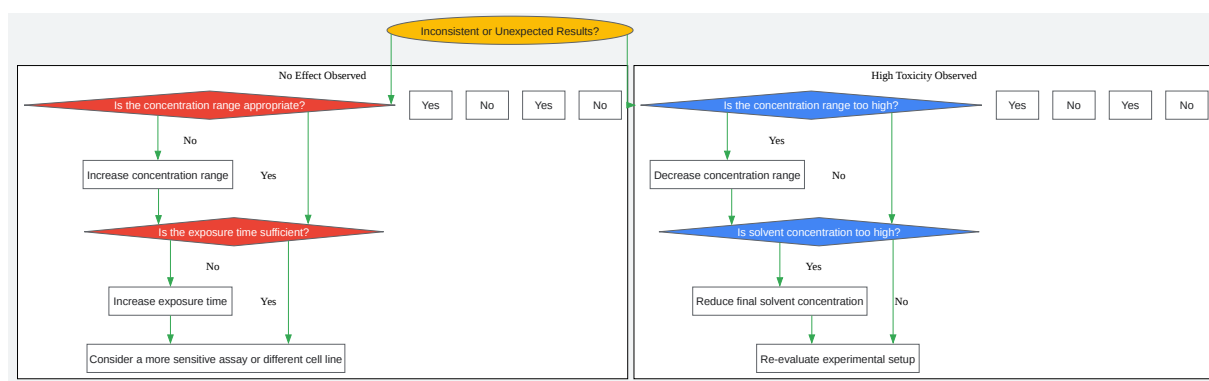 Inconsistent or Unexpected Results?
No Effect Observed
Is the concentration range appropriate?
Yes
No
Yes
No
No
Increase concentration range
Yes
Is the exposure time sufficient?
No
Increase exposure time
Yes
Consider a more sensitive assay or different cell line
High Toxicity Observed
Is the concentration range too high?
Yes
No
Yes
No
Yes
Decrease concentration range
No
Is solvent concentration too high?
Yes
Reduce final solvent concentration
No
Re-evaluate experimental setup